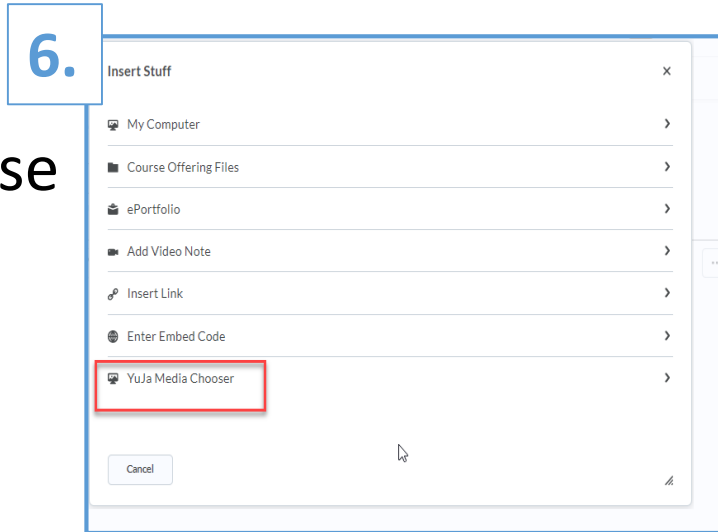 6.
se
Insert Stuff
My Computer
Course Offering Files
ePortfolio
Add Video Note
Insert Link
Enter Embed Code
YuJa Media Chooser
Cancel